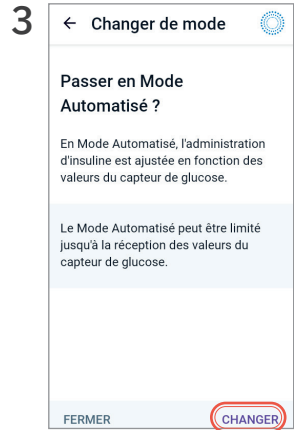 3
← Changer de mode
Passer en Mode
Automatisé ?
En Mode Automatisé, l'administration
d'insuline est ajustée en fonction des
valeurs du capteur de glucose.
Le Mode Automatisé peut être limité
jusqu'à la réception des valeurs du
capteur de glucose.
FERMER CHANGER